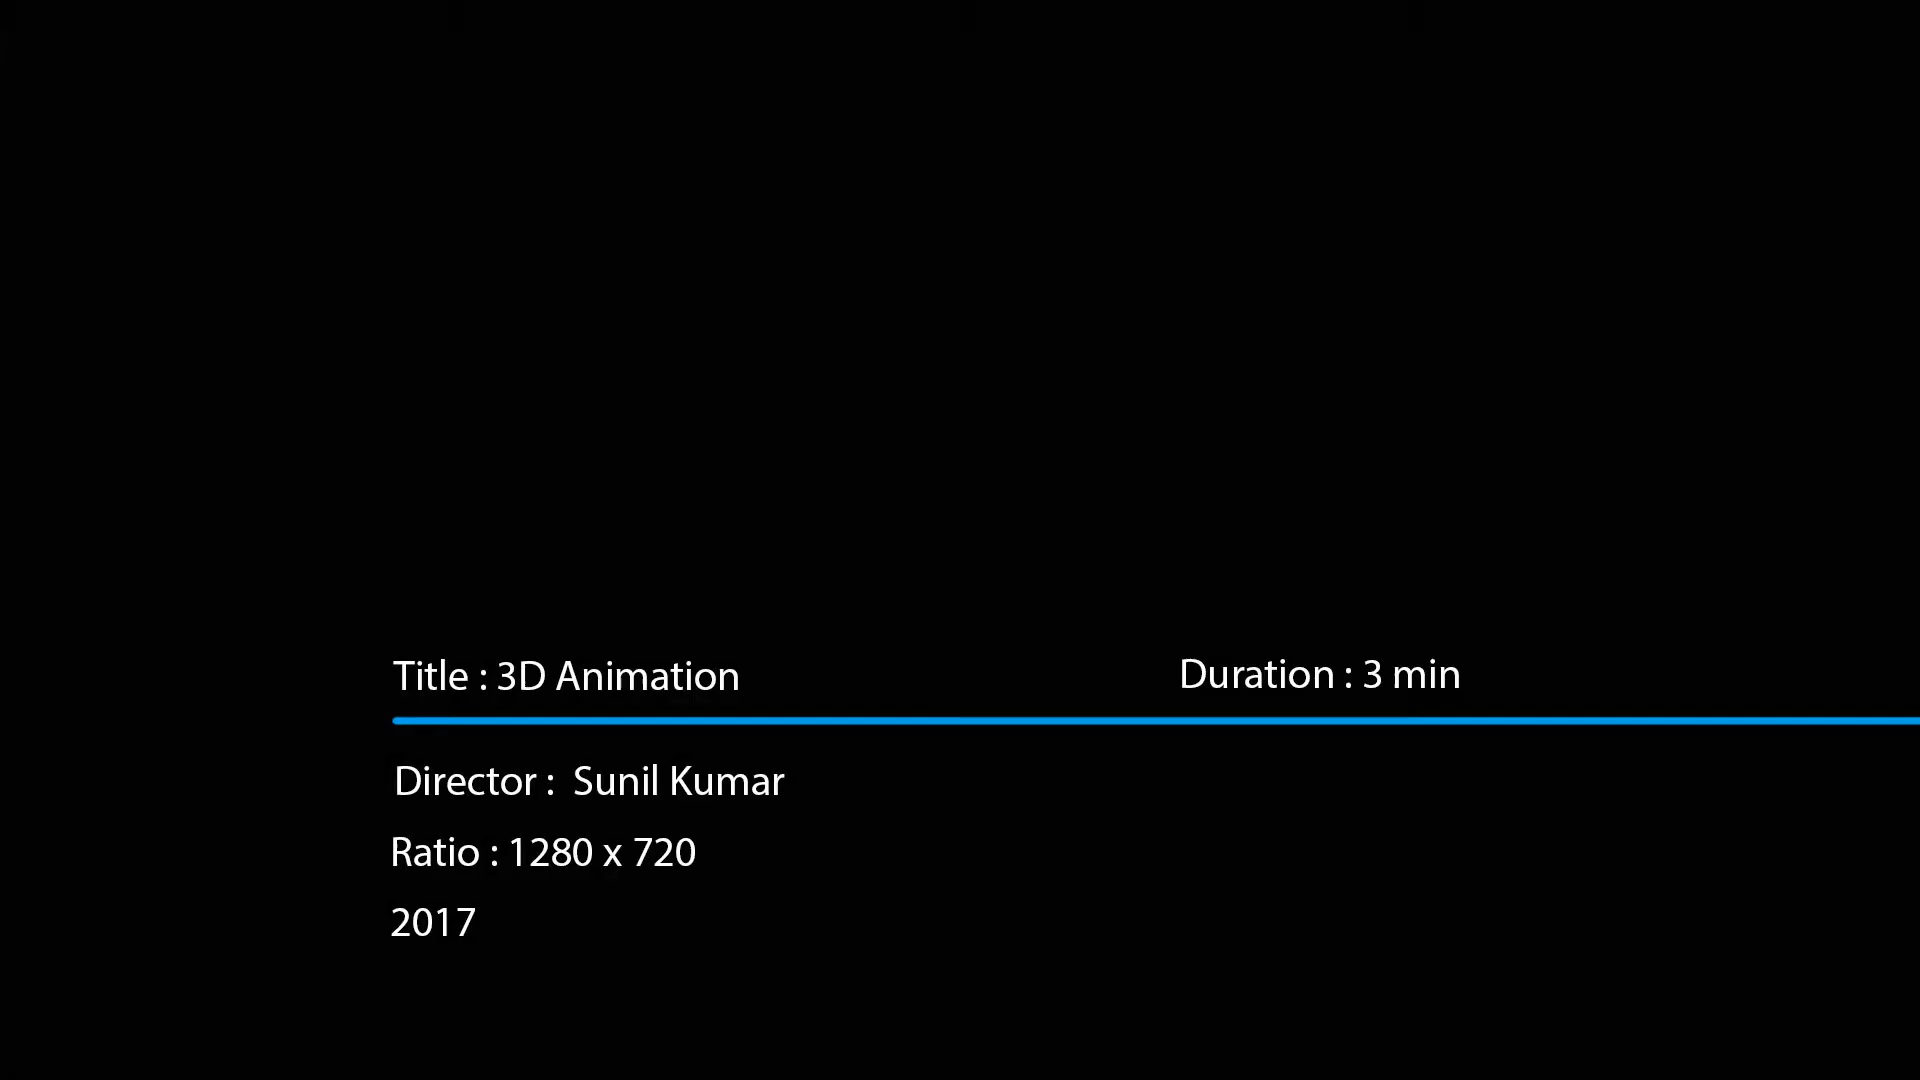 Title : 3D Animation
Duration : 3 min
Director :  Sunil Kumar
Ratio : 1280 x 720
2017